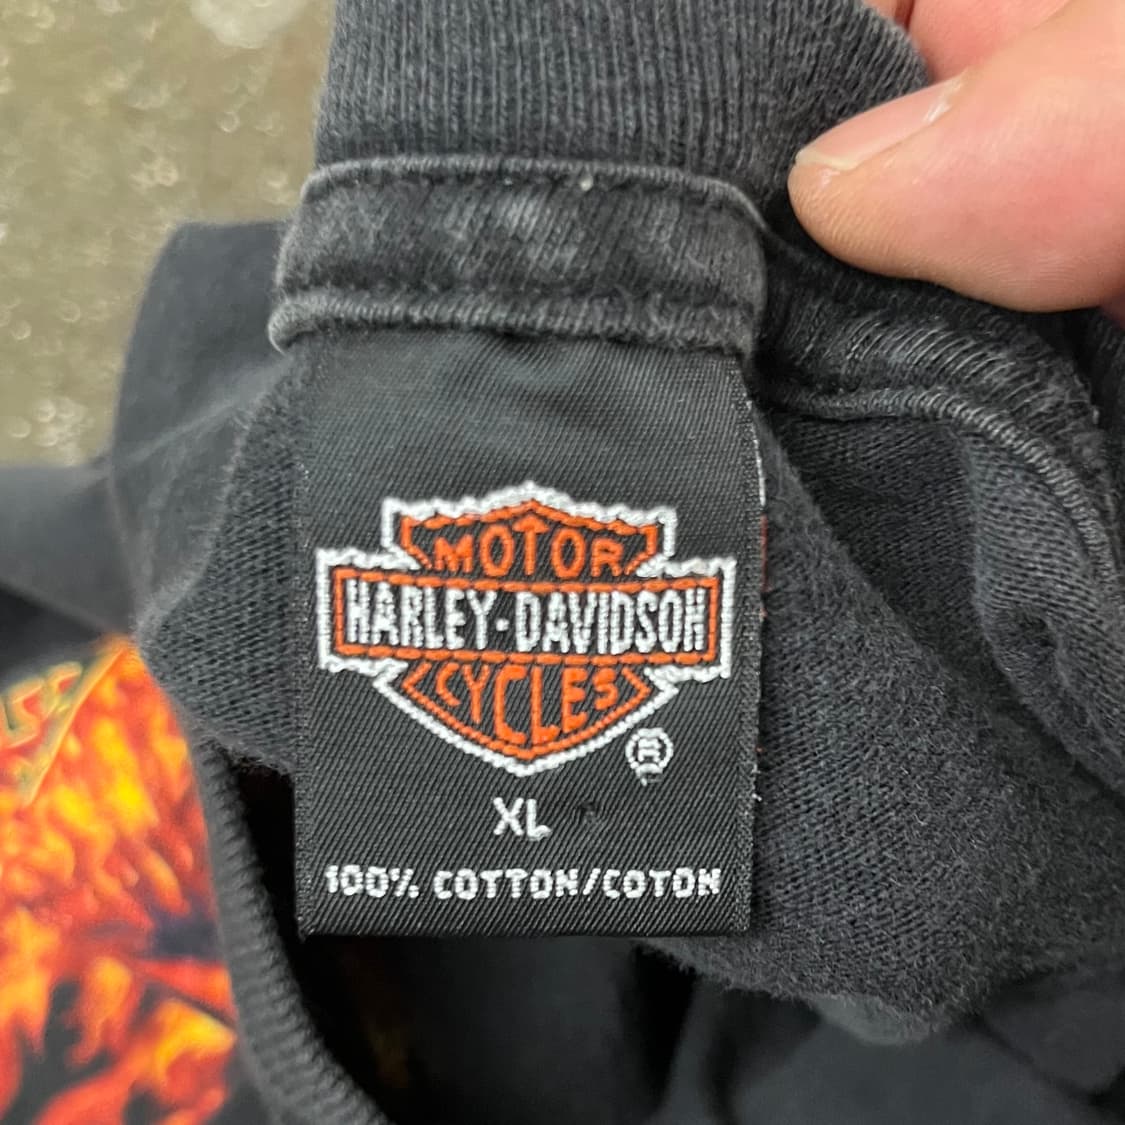 MOTOR
HARLEY-DAVIDSON
CYCLES
®
XL
100% COTTON/COTON